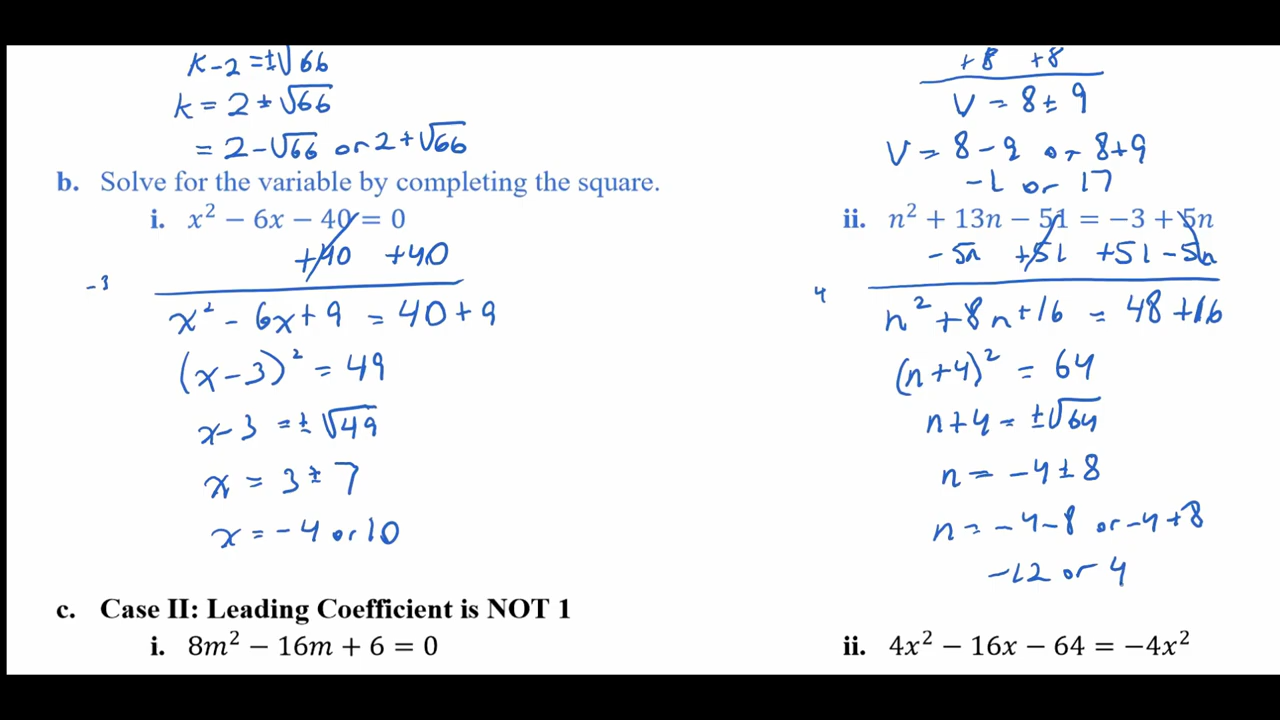 k-2 = ±√66
k = 2 ± √66
= 2-√66 or 2+√66
+8 +8
V = 8 ± 9
V = 8-9 or 8+9
-1 or 17
b. Solve for the variable by completing the square.
i. x² − 6x − 40 = 0
+40 +40
-3
x² - 6x + 9 = 40 + 9
(x-3)² = 49
x-3 = ±√49
x = 3 ± 7
x = -4 or 10
ii. n² + 13n − 51 = −3 + 5n
-5n +51 +51 -5n
4
n² + 8n + 16 = 48 + 16
(n+4)² = 64
n+4 = ±√64
n = -4 ± 8
n = -4-8 or -4+8
-12 or 4
c. Case II: Leading Coefficient is NOT 1
i. 8m² − 16m + 6 = 0
ii. 4x² − 16x − 64 = −4x²